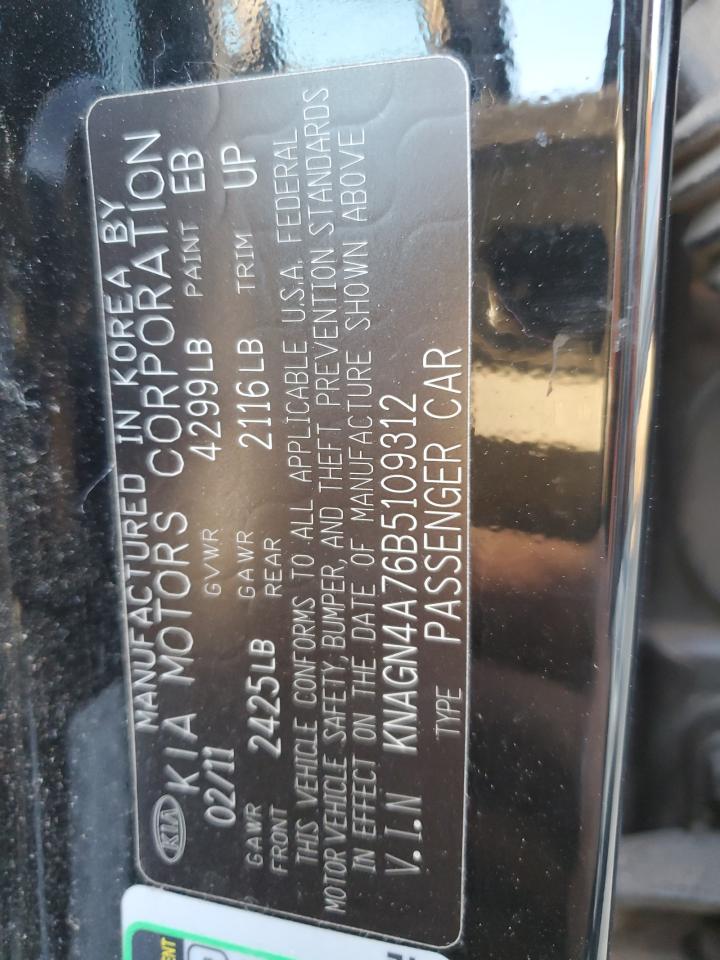 MANUFACTURED IN KOREA BY
KIA KIA MOTORS CORPORATION
02/11 GVWR 4299LB PAINT EB
GAWR FRONT 2425LB GAWR REAR 2116LB TRIM UP
THIS VEHICLE CONFORMS TO ALL APPLICABLE U.S.A. FEDERAL
MOTOR VEHICLE SAFETY, BUMPER, AND THEFT PREVENTION STANDARDS
IN EFFECT ON THE DATE OF MANUFACTURE SHOWN ABOVE
V.I.N KNAGN4A76B5109312
TYPE PASSENGER CAR